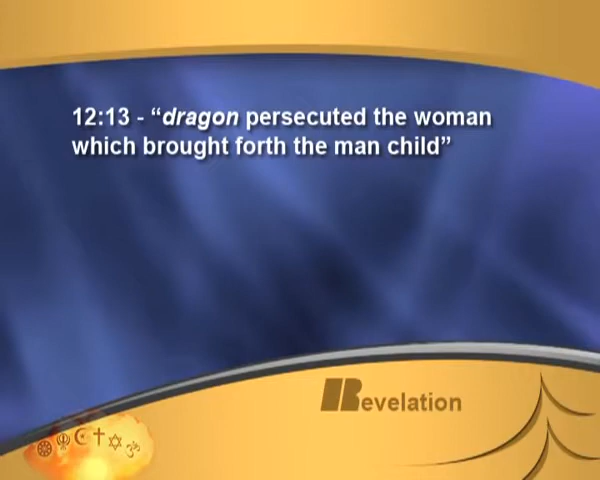 12:13 - “dragon persecuted the woman
which brought forth the man child”
Revelation